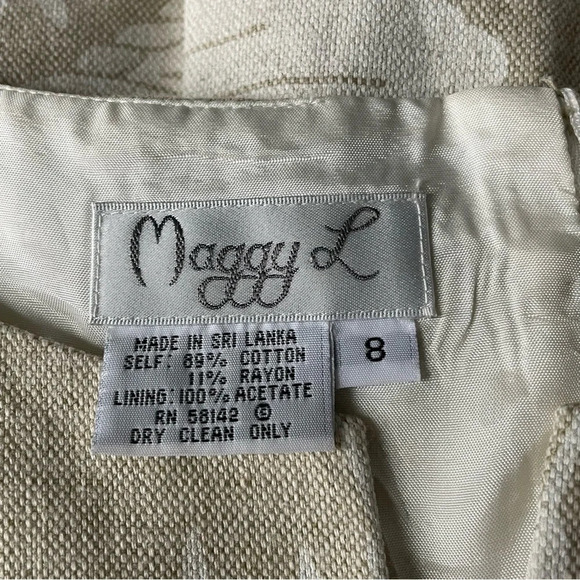 Maggy L
MADE IN SRI LANKA
SELF: 89% COTTON
11% RAYON
LINING: 100% ACETATE
RN 58142 ©
DRY CLEAN ONLY
8